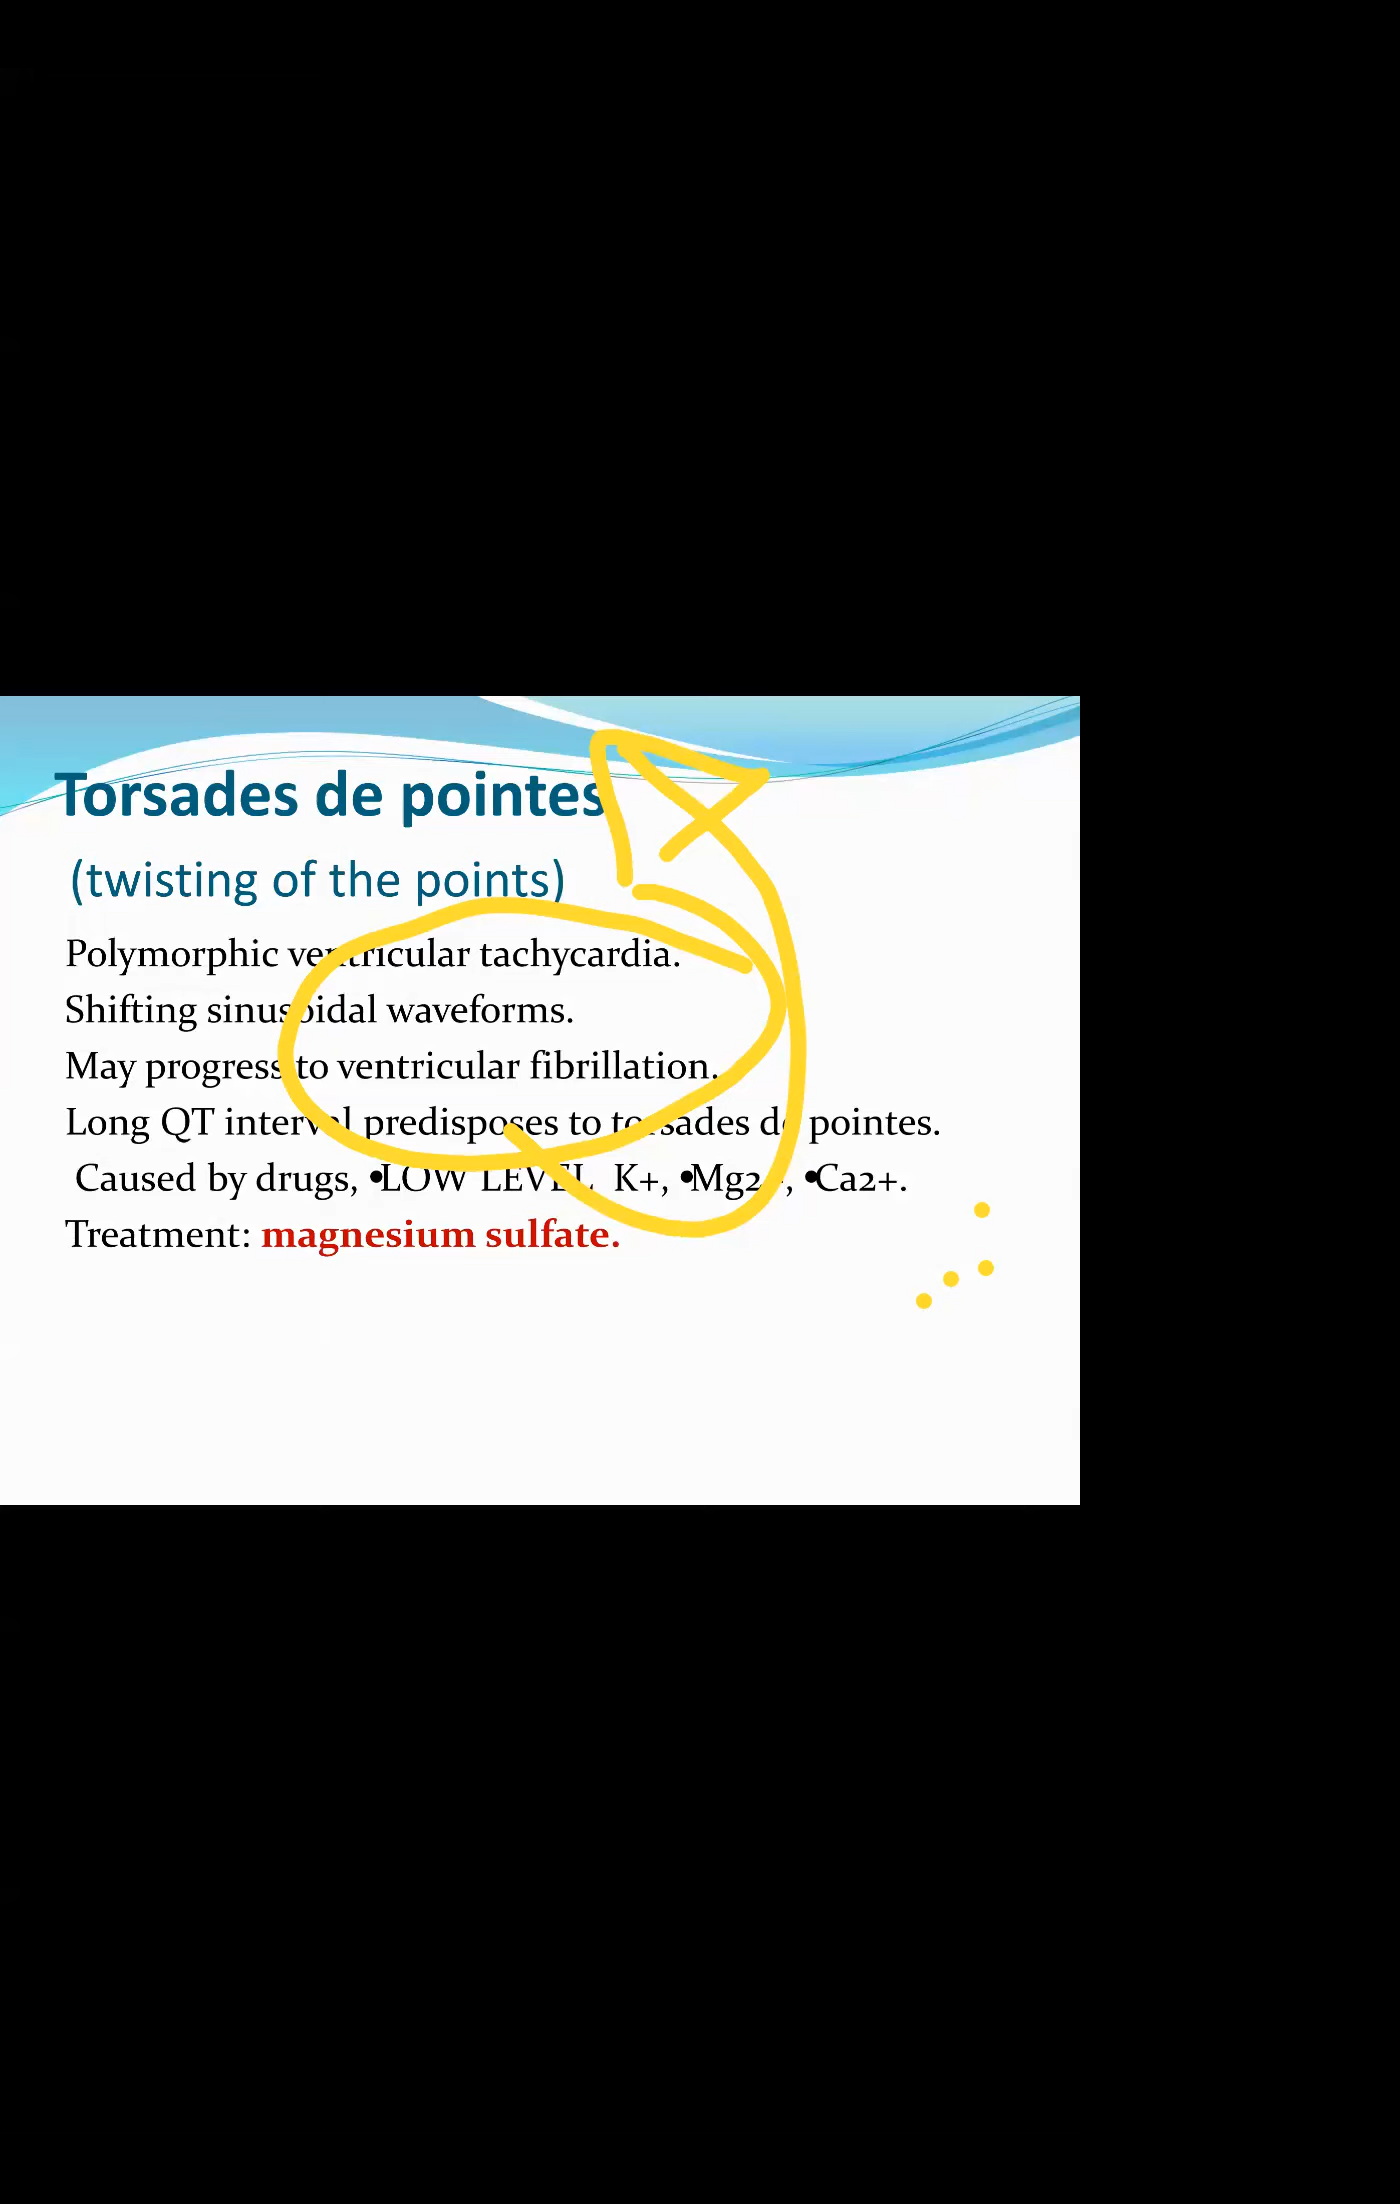 Torsades de pointes
(twisting of the points)
Polymorphic ventricular tachycardia.
Shifting sinusoidal waveforms.
May progress to ventricular fibrillation.
Long QT interval predisposes to torsades de pointes.
Caused by drugs, •LOW LEVEL K+, •Mg2+, •Ca2+.
Treatment: magnesium sulfate.